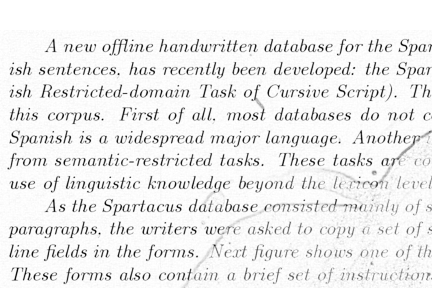 A new offline handwritten database for the Spa
ish sentences, has recently been developed: the Spar
ish Restricted-domain Task of Cursive Script). Th
this corpus. First of all, most databases do not c
Spanish is a widespread major language. Another
from semantic-restricted tasks. These tasks are co
use of linguistic knowledge beyond the lexicon level
As the Spartacus database consisted mainly of s
paragraphs, the writers were asked to copy a set of s
line fields in the forms. Next figure shows one of th
These forms also contain a brief set of instruction